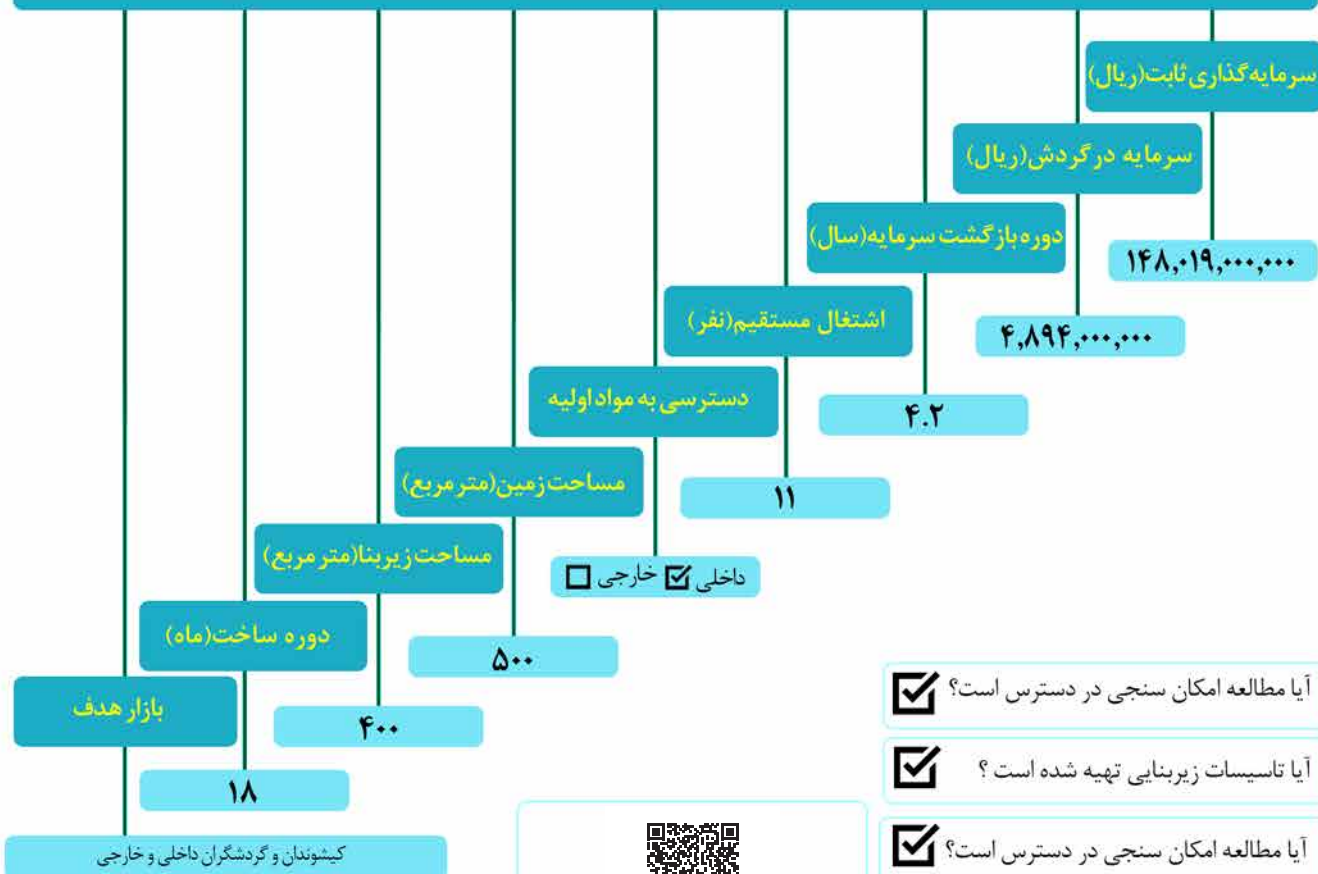 سرمایه‌گذاری ثابت(ریال)
۱۴۸,۰۱۹,۰۰۰,۰۰۰
سرمایه در گردش(ریال)
۴,۸۹۴,۰۰۰,۰۰۰
دوره بازگشت سرمایه(سال)
۴.۲
اشتغال مستقیم(نفر)
۱۱
دسترسی به مواد اولیه
داخلی ☑ خارجی ☐
مساحت زمین(متر مربع)
۵۰۰
مساحت زیربنا(متر مربع)
۴۰۰
دوره ساخت(ماه)
۱۸
بازار هدف
کیشوندان و گردشگران داخلی و خارجی
آیا مطالعه امکان سنجی در دسترس است؟ ☑
آیا تاسیسات زیربنایی تهیه شده است ؟ ☑
آیا مطالعه امکان سنجی در دسترس است؟ ☑